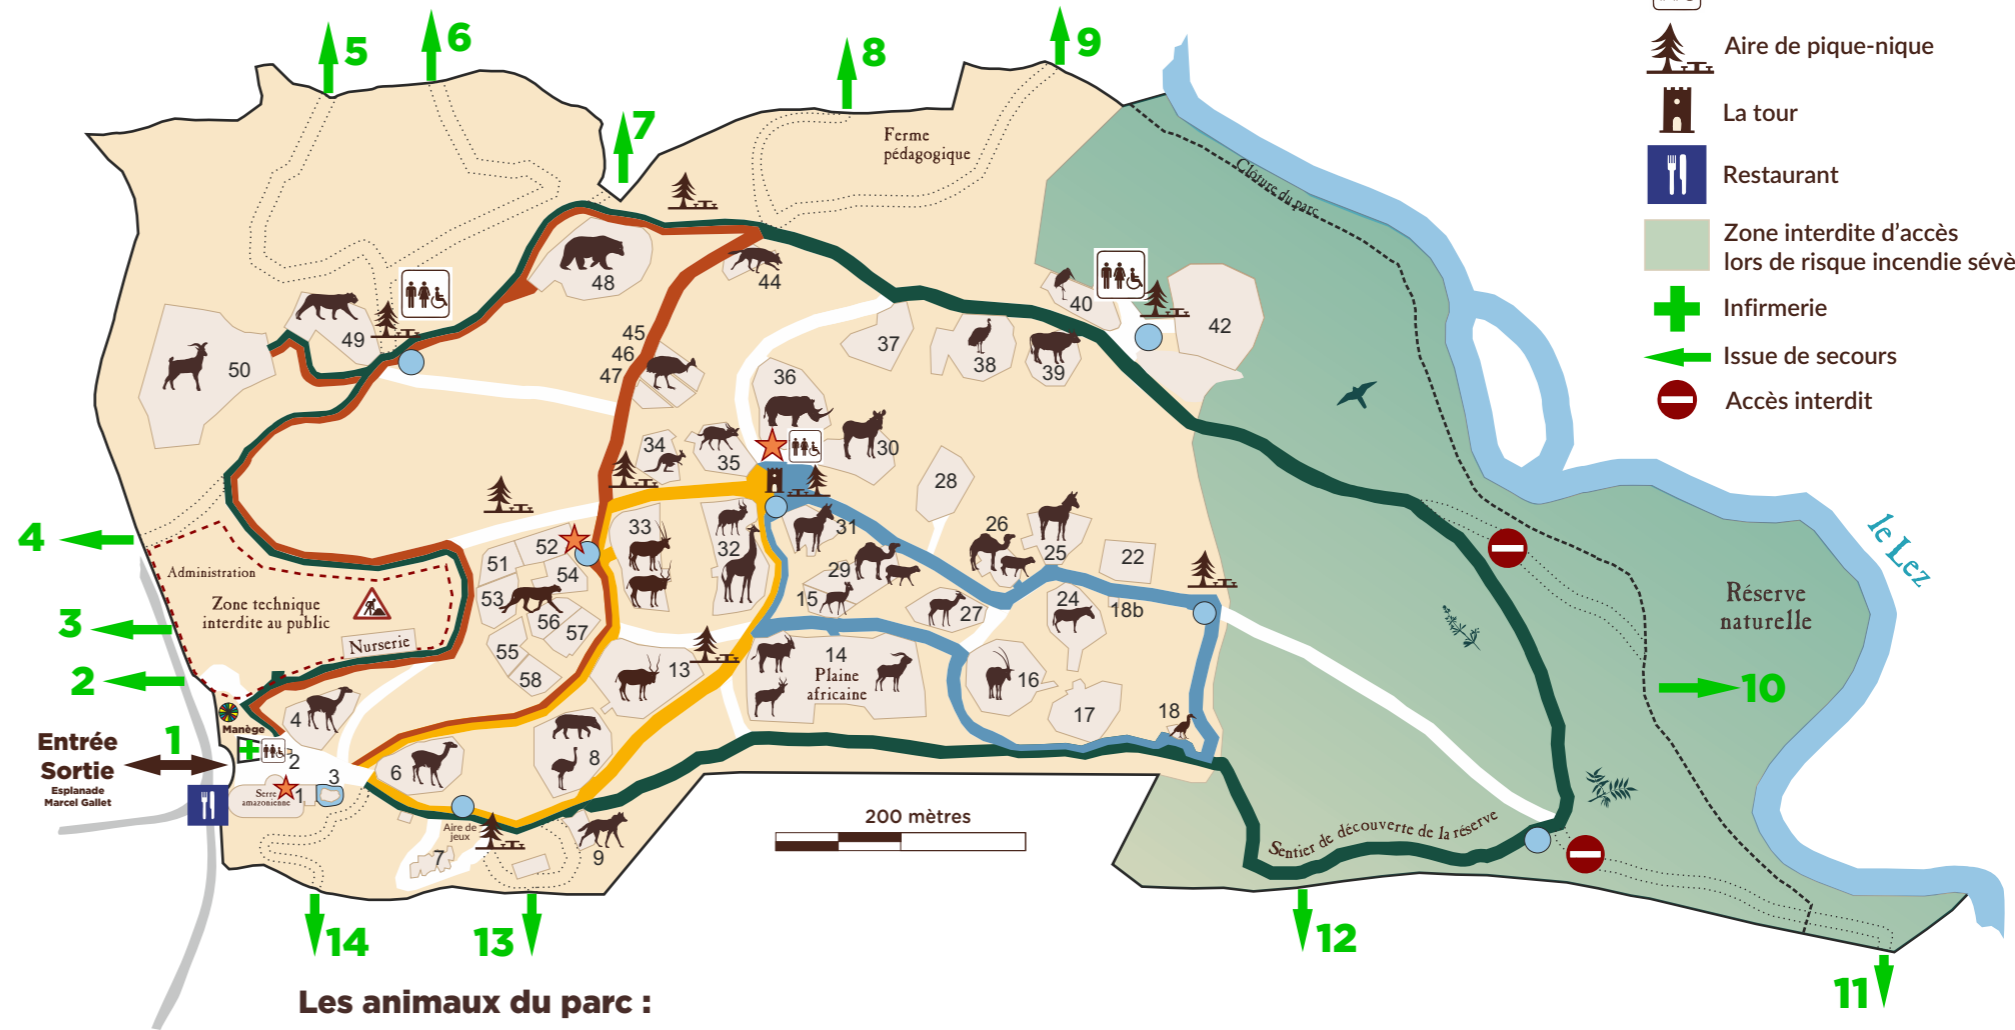 5
6
7
8
9
Aire de pique-nique
La tour
Restaurant
Zone interdite d'accès
lors de risque incendie sévè
Infirmerie
Issue de secours
Accès interdit
Ferme
pédagogique
Clôture du parc
48
44
49
50
45
46
47
40
42
37
38
39
36
34
35
30
28
33
32
31
26
25
22
29
15
27
24
18b
51
52
53
54
56
57
55
58
13
14
Plaine
africaine
16
17
18
4
Administration
Zone technique
interdite au public
Nurserie
3
2
Manège
4
Entrée
Sortie
Esplanade
Marcel Gallet
1
2
3
Serre
amazonienne
1
6
8
Aire de
jeux
7
9
200 mètres
le Lez
Réserve
naturelle
10
Sentier de découverte de la réserve
14
13
12
11
Les animaux du parc :